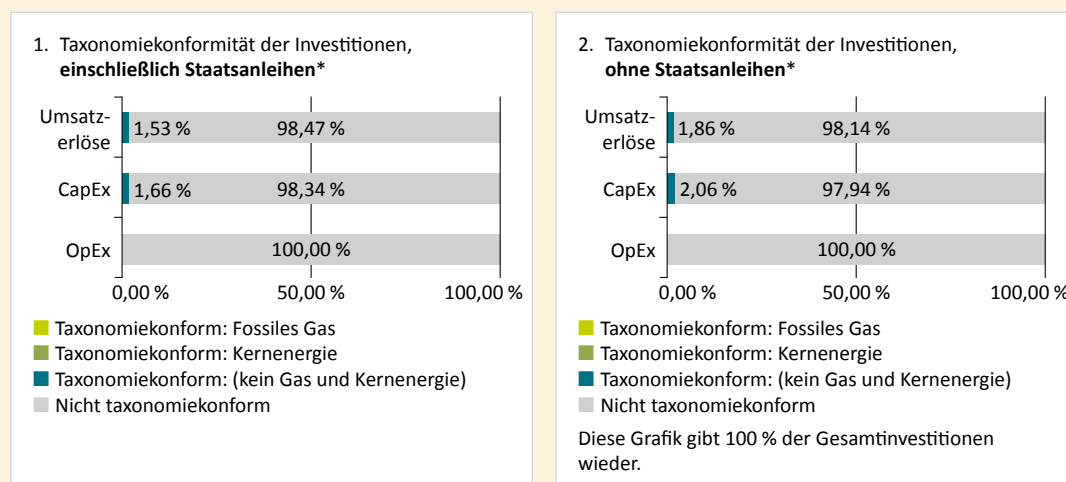 1. Taxonomiekonformität der Investitionen,
einschließlich Staatsanleihen*
Umsatz-
erlöse
1,53 % 98,47 %
CapEx 1,66 % 98,34 %
OpEx 100,00 %
0,00 % 50,00 % 100,00 %
Taxonomiekonform: Fossiles Gas
Taxonomiekonform: Kernenergie
Taxonomiekonform: (kein Gas und Kernenergie)
Nicht taxonomiekonform
2. Taxonomiekonformität der Investitionen,
ohne Staatsanleihen*
Umsatz-
erlöse
1,86 % 98,14 %
CapEx 2,06 % 97,94 %
OpEx 100,00 %
0,00 % 50,00 % 100,00 %
Taxonomiekonform: Fossiles Gas
Taxonomiekonform: Kernenergie
Taxonomiekonform: (kein Gas und Kernenergie)
Nicht taxonomiekonform
Diese Grafik gibt 100 % der Gesamtinvestitionen
wieder.